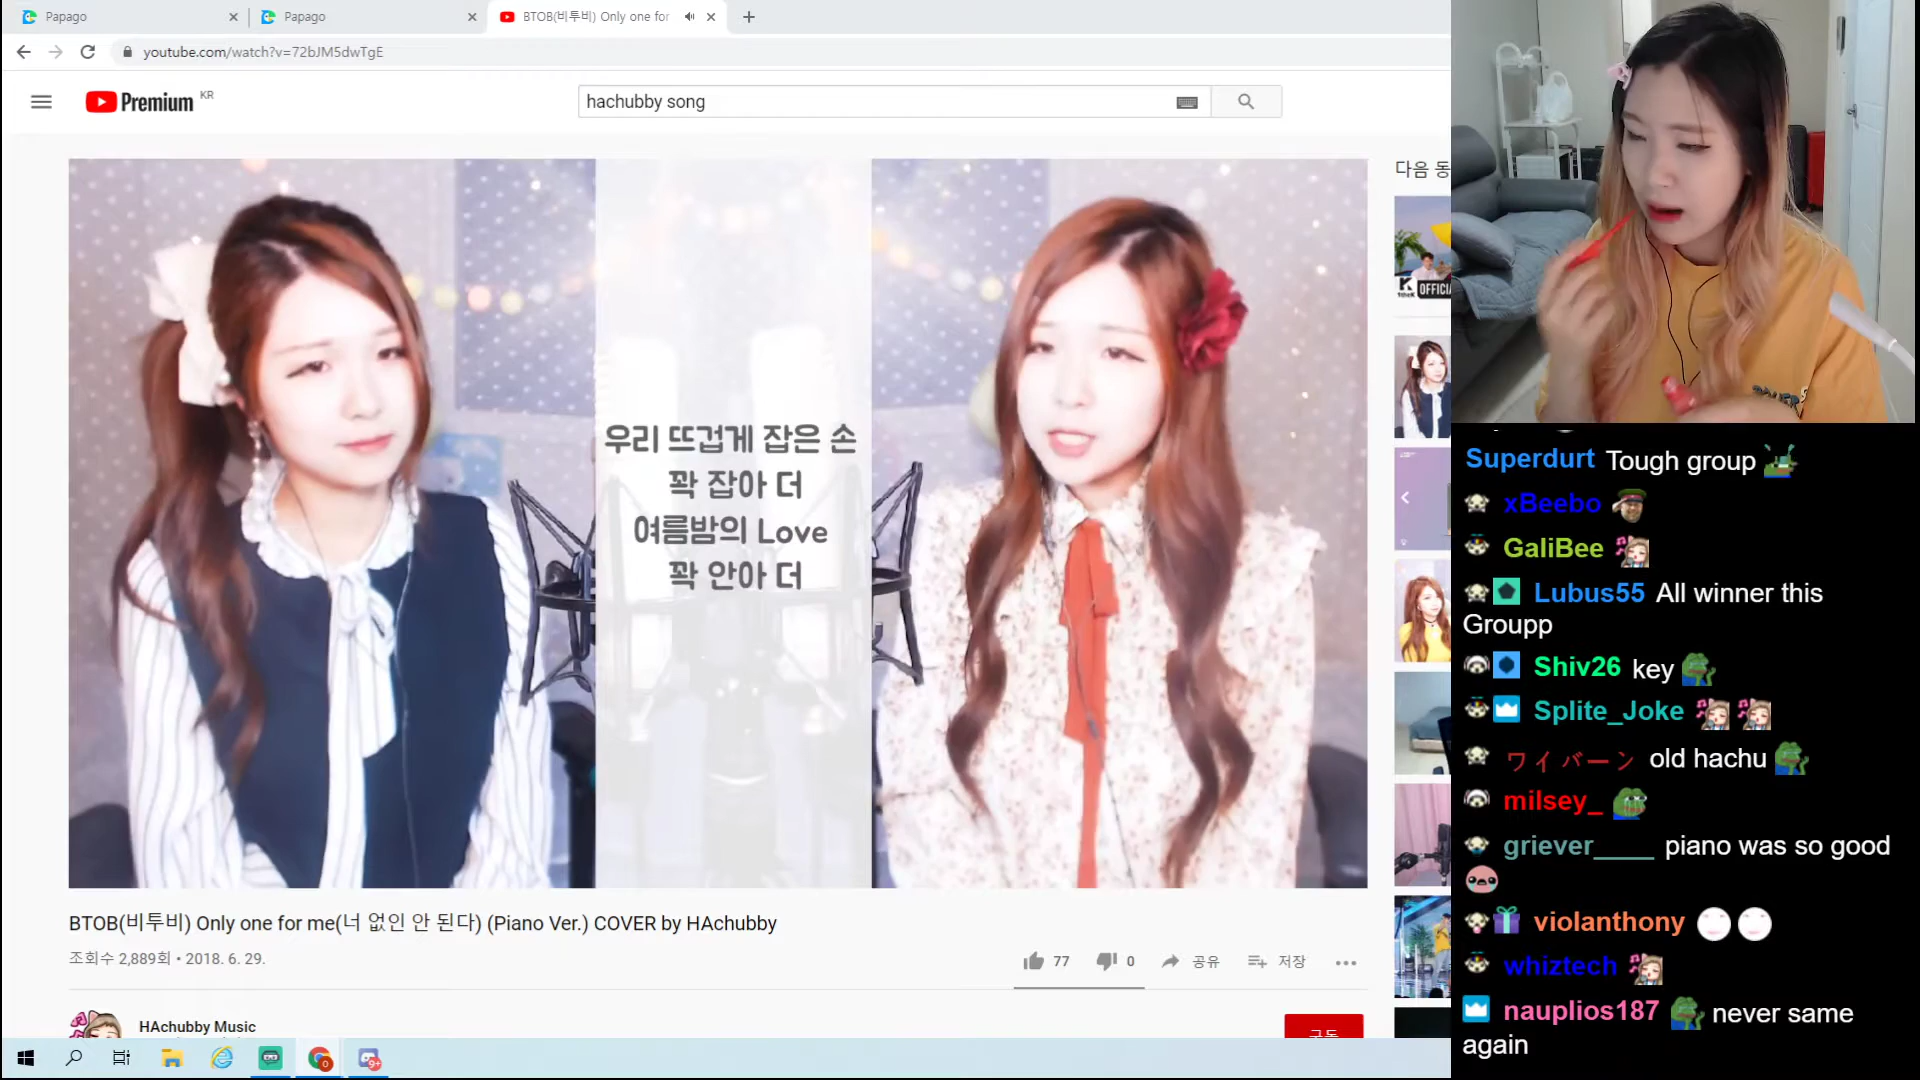 Papago
Papago
BTOB(비투비) Only one for
youtube.com/watch?v=72bJM5dwTgE
Premium KR
hachubby song
다음 동
우리 뜨겁게 잡은 손
꽉 잡아 더
여름밤의 Love
꽉 안아 더
OFFICI
BTOB(비투비) Only one for me(너 없인 안 된다) (Piano Ver.) COVER by HAchubby
조회수 2,889회 • 2018. 6. 29.
77
0
공유
저장
HAchubby Music
구독
9+
Superdurt Tough group
xBeebo
GaliBee
Lubus55 All winner this
Groupp
Shiv26 key
Splite_Joke
ワイバーン old hachu
milsey_
griever____ piano was so good
violanthony
whiztech
nauplios187 never same
again